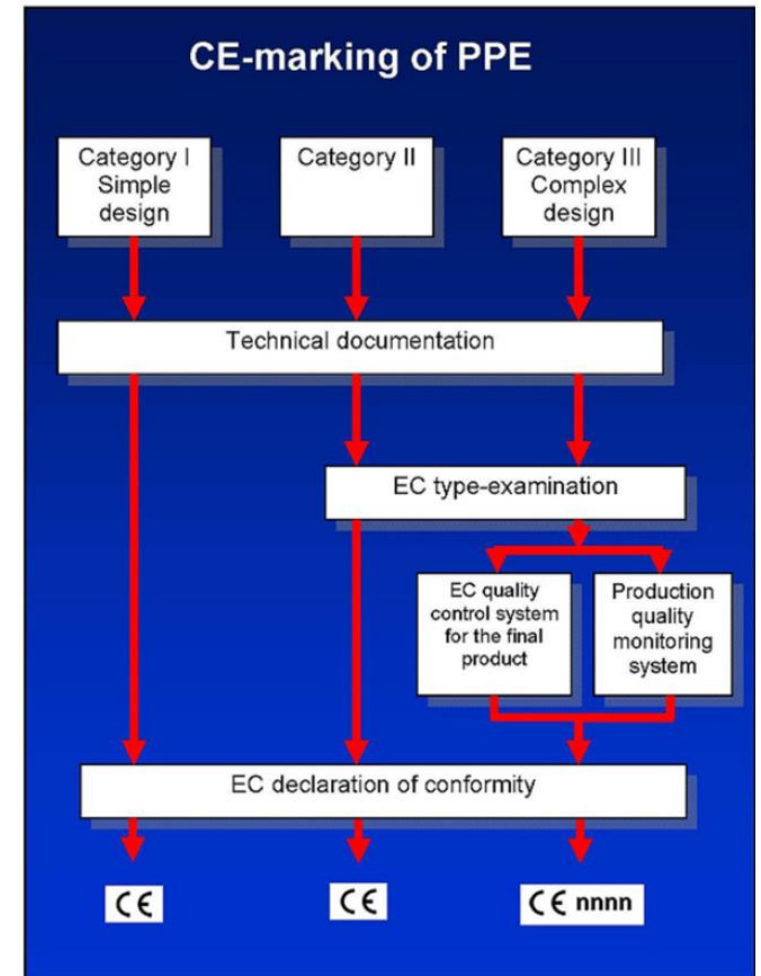 CE-marking of PPE
Category I
Simple
design
Category II
Category III
Complex
design
Technical documentation
EC type-examination
EC quality
control system
for the final
product
Production
quality
monitoring
system
EC declaration of conformity
CE
CE
CE nnnn